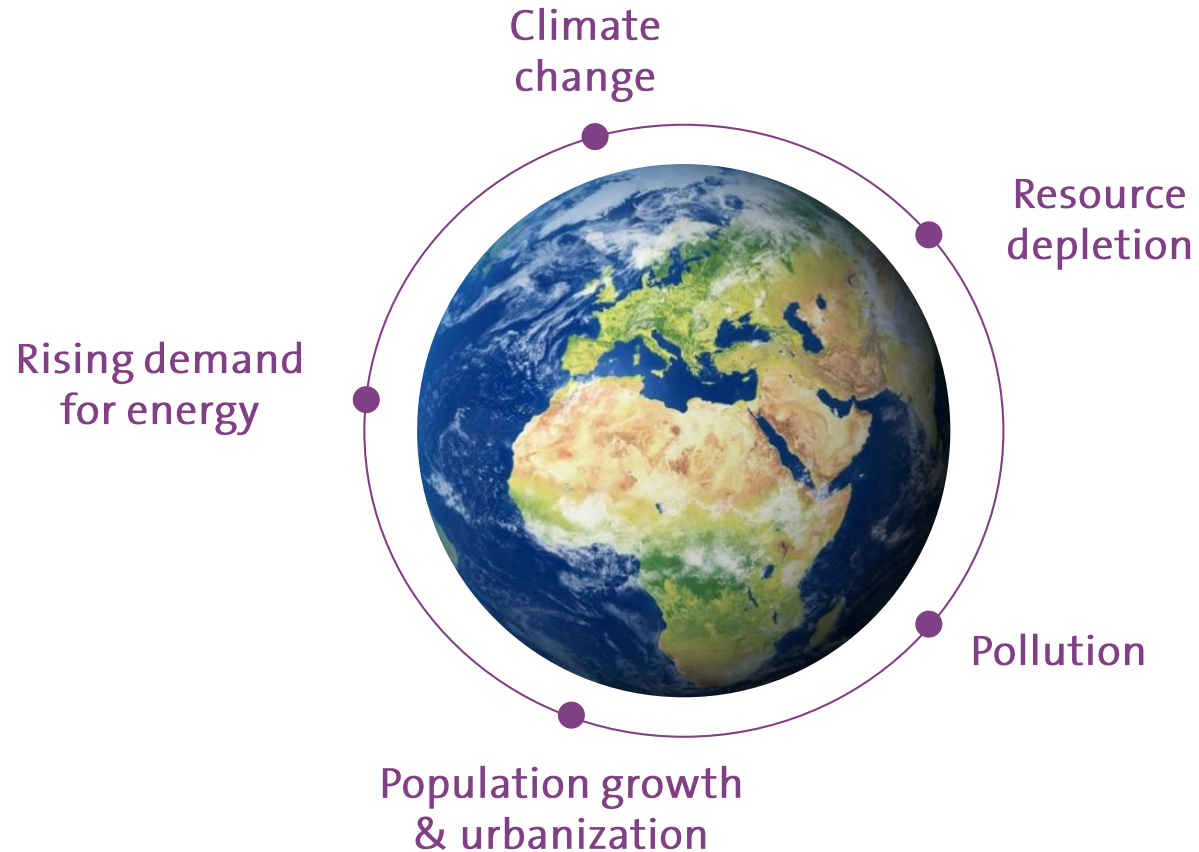 Climate
change
Resource
depletion
Rising demand
for energy
Pollution
Population growth
& urbanization